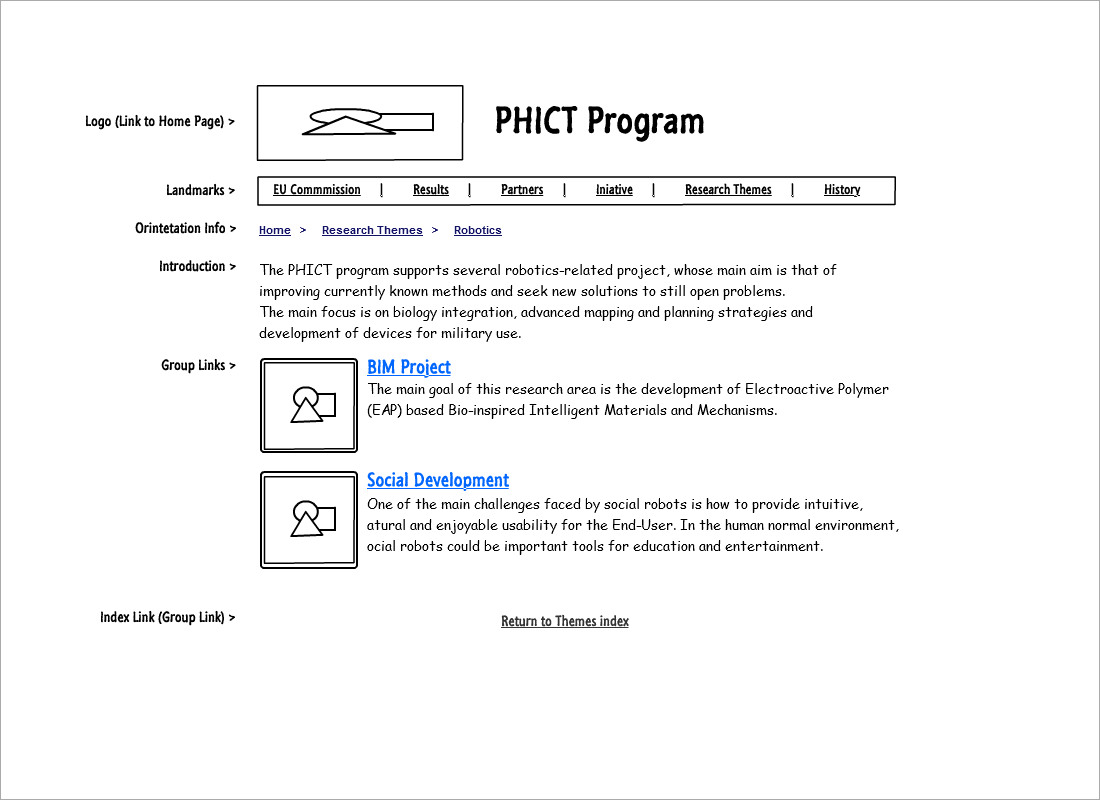 Logo (Link to Home Page) >
PHICT Program
Landmarks >
EU Commmission | Results | Partners | Iniative | Research Themes | History
Orintetation Info >
Home > Research Themes > Robotics
Introduction >
The PHICT program supports several robotics-related project, whose main aim is that of
improving currently known methods and seek new solutions to still open problems.
The main focus is on biology integration, advanced mapping and planning strategies and
development of devices for military use.
Group Links >
BIM Project
The main goal of this research area is the development of Electroactive Polymer
(EAP) based Bio-inspired Intelligent Materials and Mechanisms.
Social Development
One of the main challenges faced by social robots is how to provide intuitive,
atural and enjoyable usability for the End-User. In the human normal environment,
ocial robots could be important tools for education and entertainment.
Index Link (Group Link) >
Return to Themes index